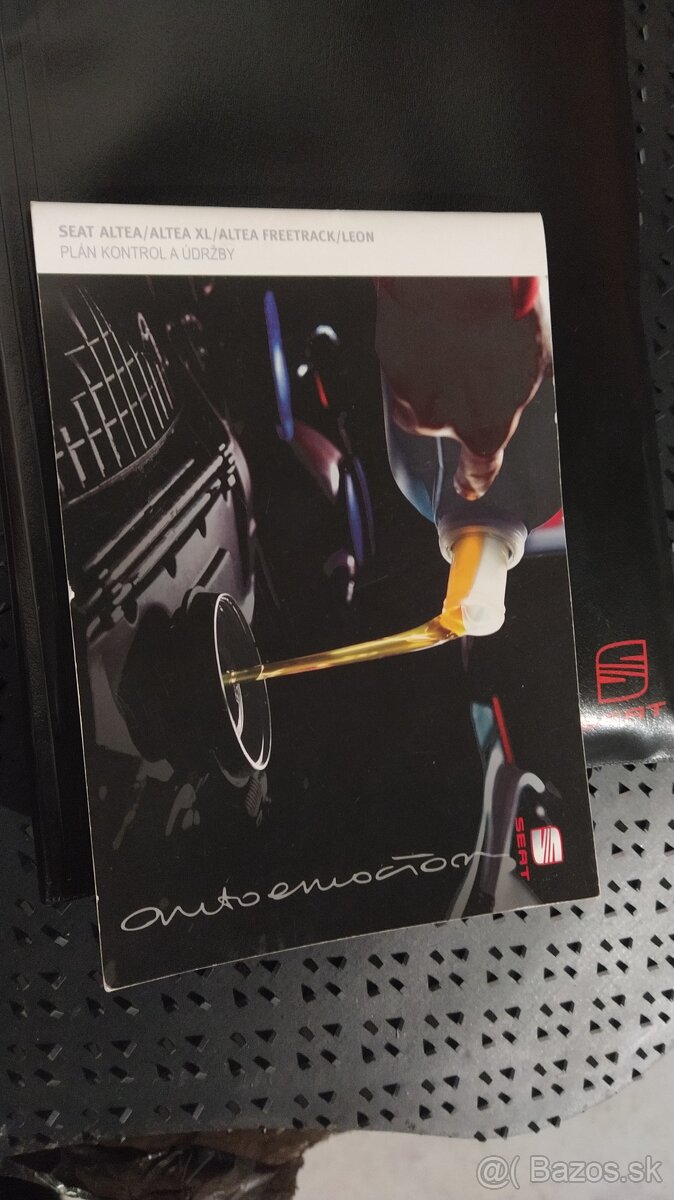 SEAT ALTEA/ALTEA XL/ALTEA FREETRACK/LEON
PLÁN KONTROL A ÚDRŽBY
SEAT
SEAT
autoemoción
@( Bazos.sk